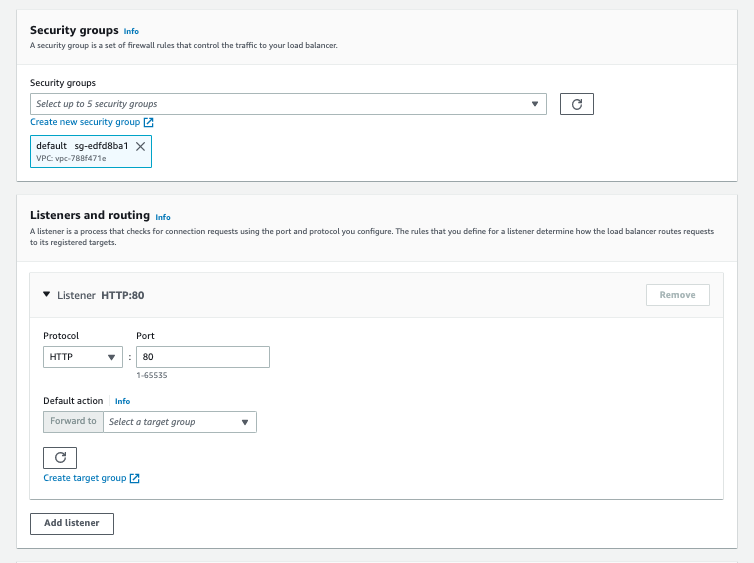 Security groups Info
A security group is a set of firewall rules that control the traffic to your load balancer.
Security groups
Select up to 5 security groups
Create new security group
default sg-edfd8ba1
VPC: vpc-788f471e
Listeners and routing Info
A listener is a process that checks for connection requests using the port and protocol you configure. The rules that you define for a listener determine how the load balancer routes requests
to its registered targets.
Listener HTTP:80
Remove
Protocol Port
HTTP : 80
1-65535
Default action Info
Forward to Select a target group
Create target group
Add listener